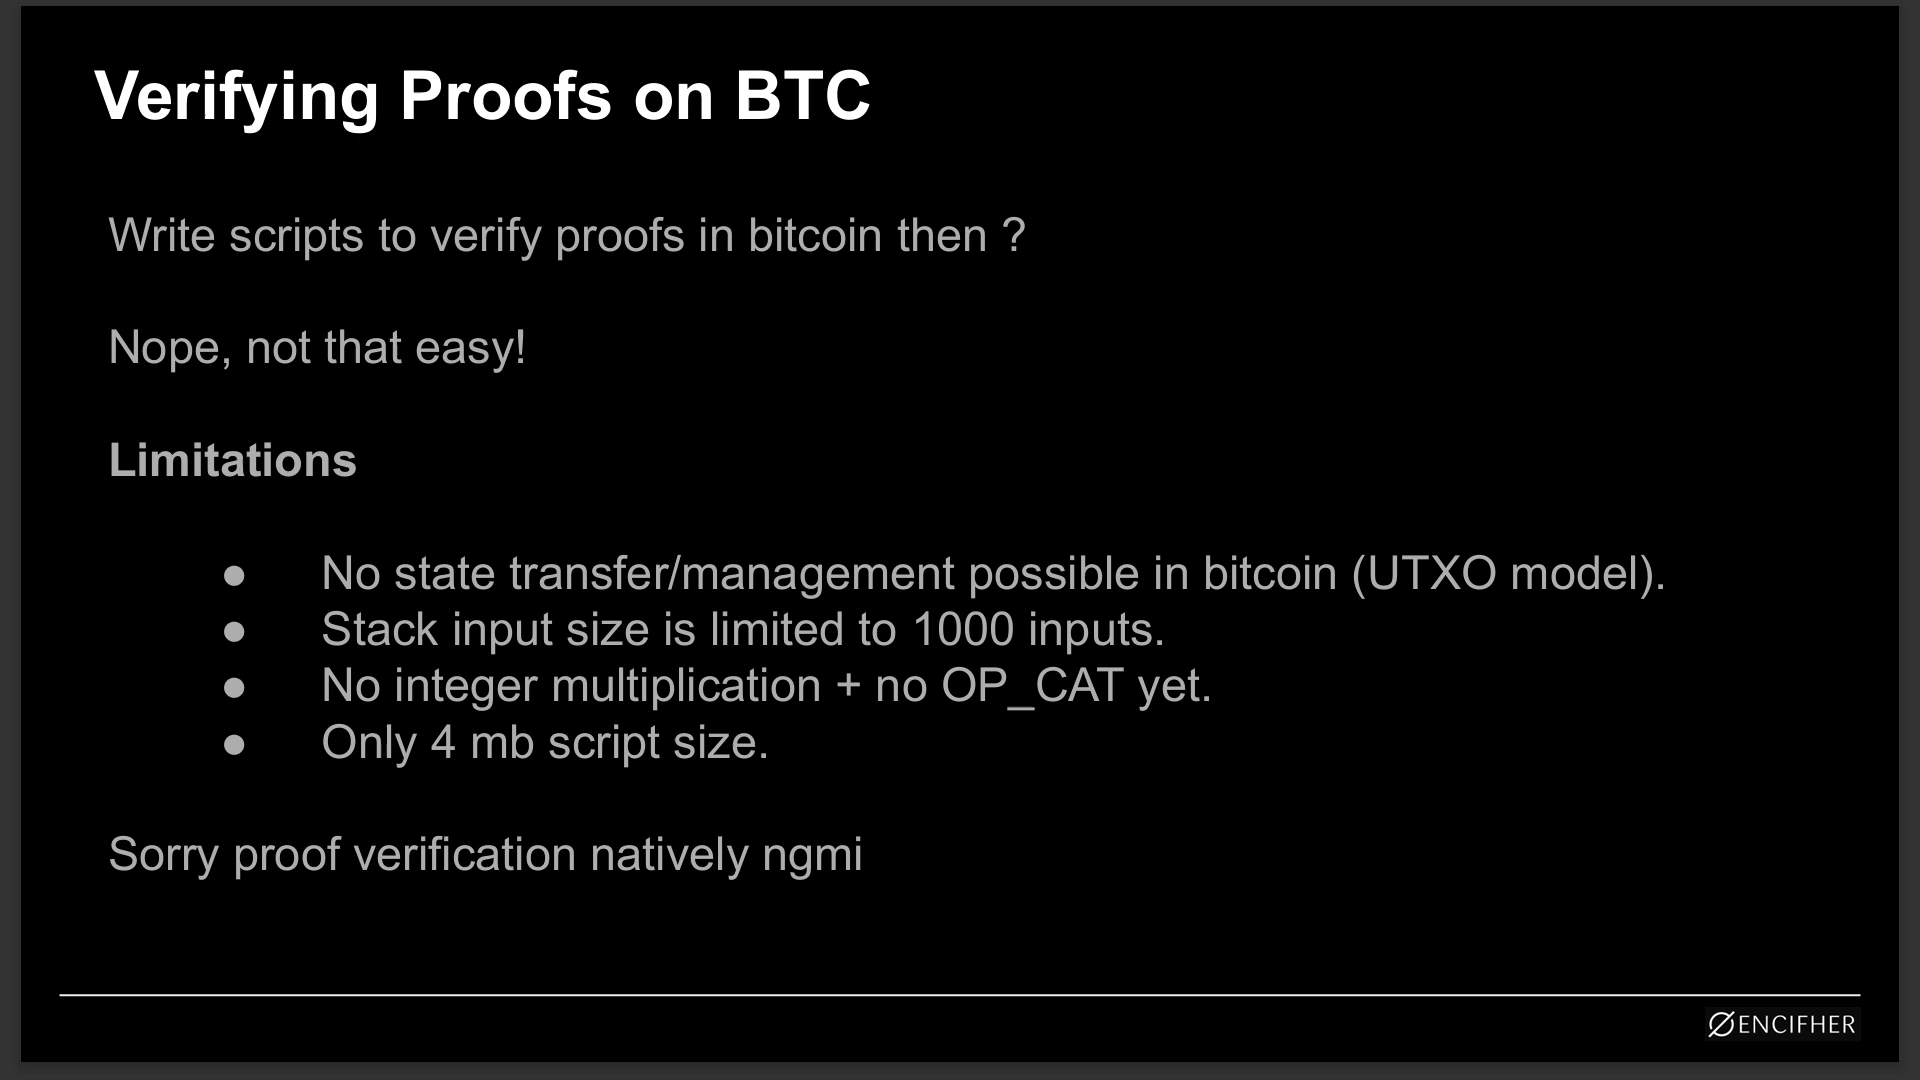 Verifying Proofs on BTC
Write scripts to verify proofs in bitcoin then ?
Nope, not that easy!
Limitations
● No state transfer/management possible in bitcoin (UTXO model).
● Stack input size is limited to 1000 inputs.
● No integer multiplication + no OP_CAT yet.
● Only 4 mb script size.
Sorry proof verification natively ngmi
ENCIFHER